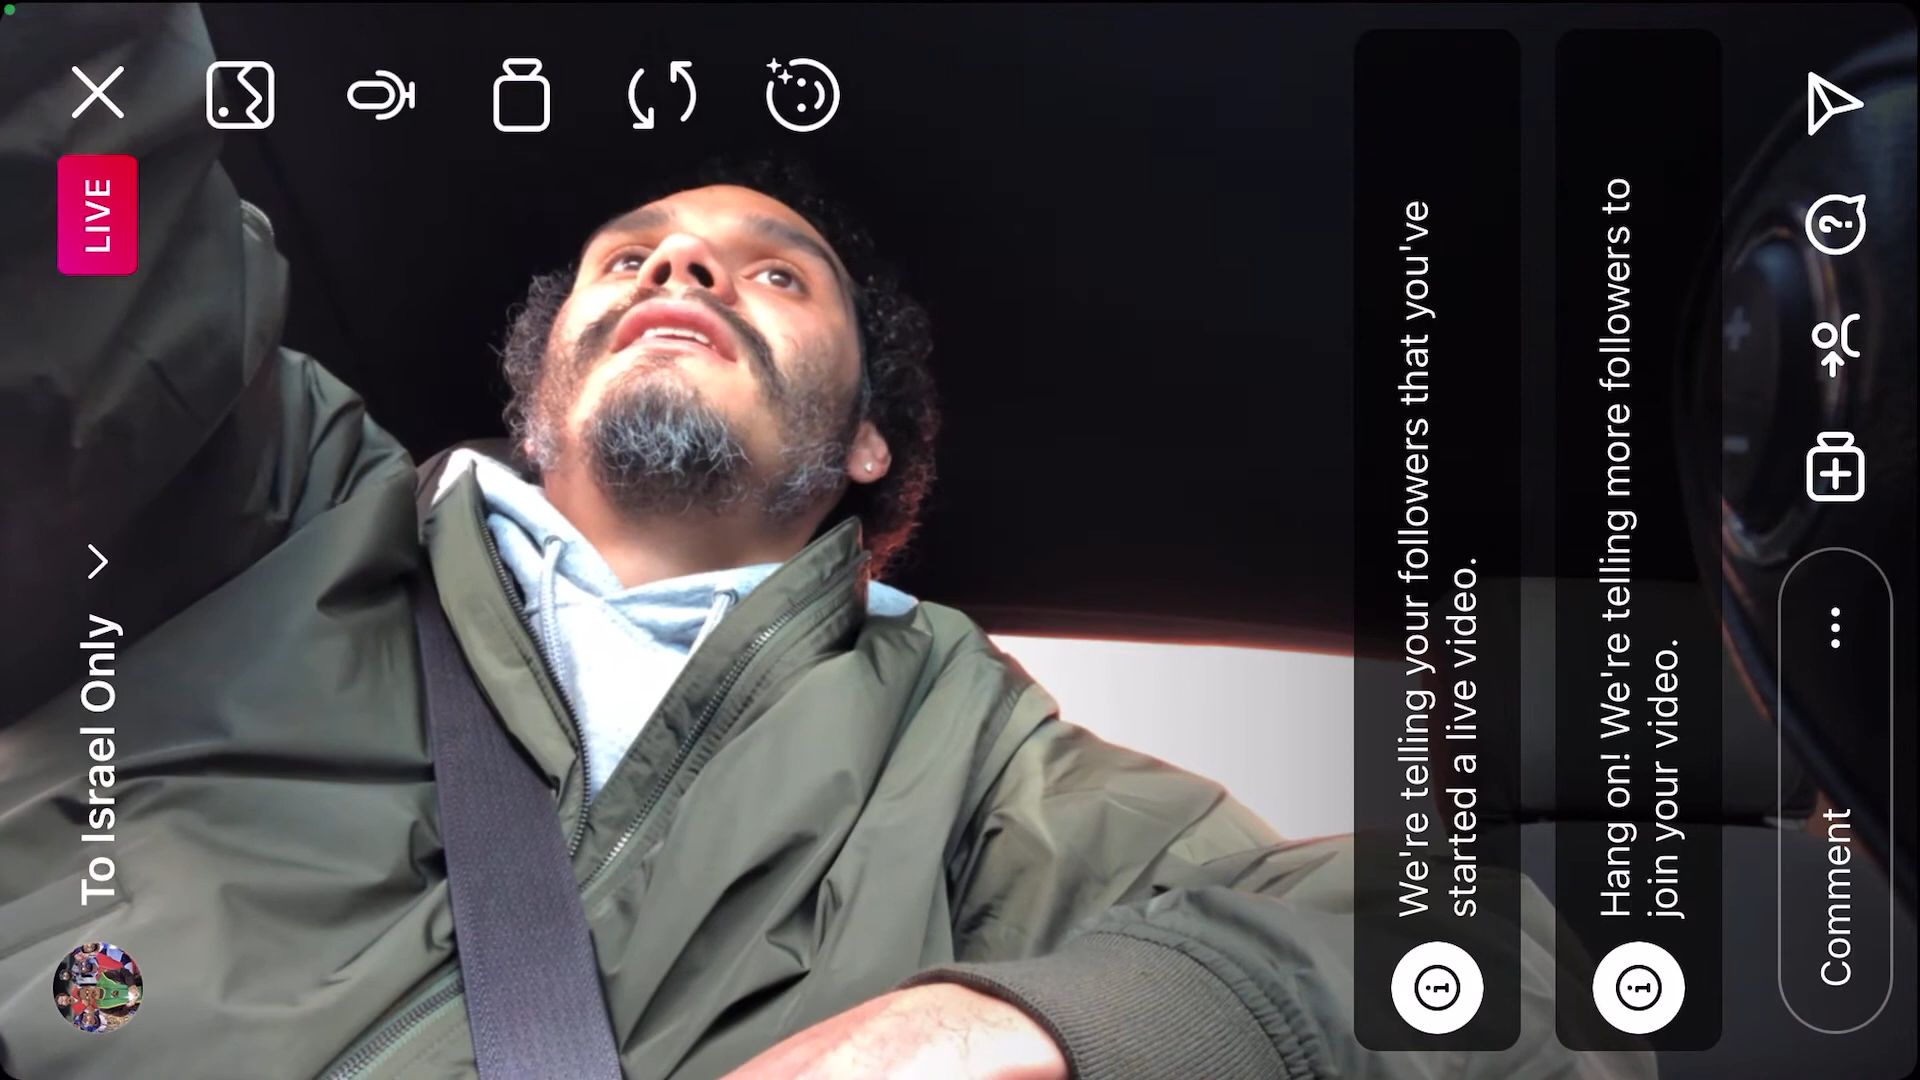 To Israel Only
LIVE
We're telling your followers that you've
started a live video.
Hang on! We're telling more followers to
join your video.
Comment